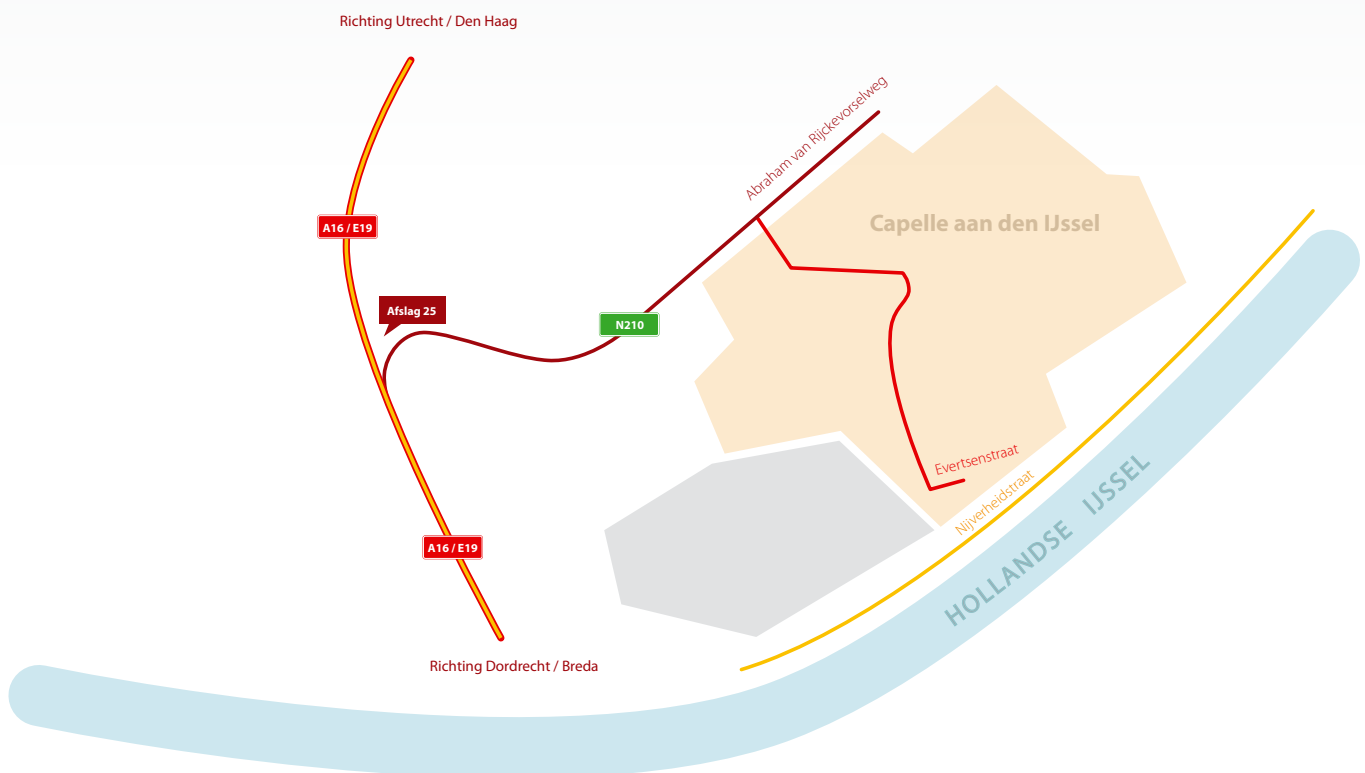 Richting Utrecht / Den Haag
Abraham van Rijckevorselweg
A16 / E19
Capelle aan den IJssel
Afslag 25
N210
Evertsenstraat
Nijverheidstraat
HOLLANDSE IJSSEL
A16 / E19
Richting Dordrecht / Breda